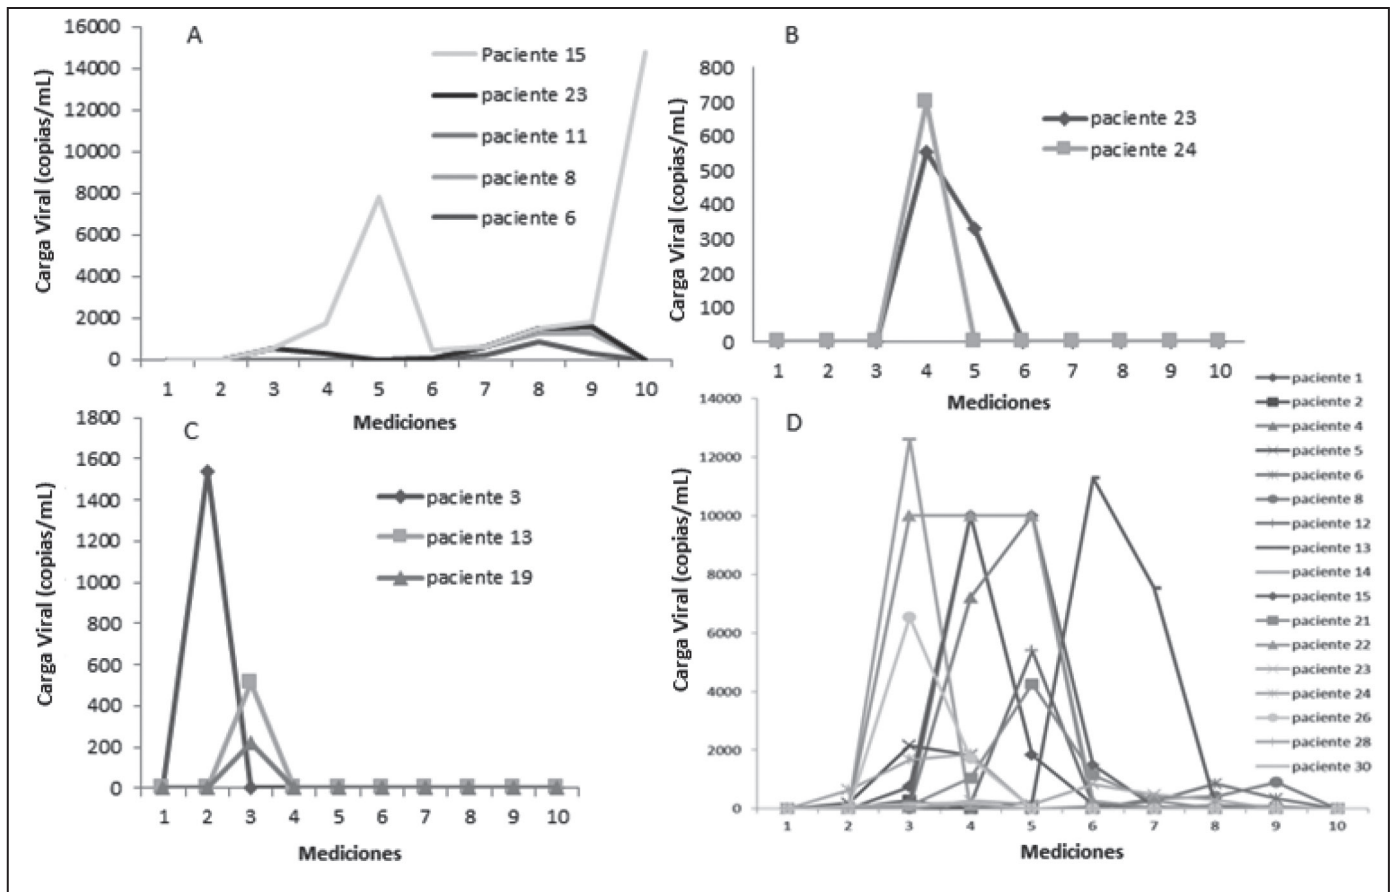 A
Carga Viral (copias/mL)
16000
14000
12000
10000
8000
6000
4000
2000
0
Paciente 15
paciente 23
paciente 11
paciente 8
paciente 6
1 2 3 4 5 6 7 8 9 10
Mediciones
B
Carga Viral (copias/mL)
800
700
600
500
400
300
200
100
0
paciente 23
paciente 24
1 2 3 4 5 6 7 8 9 10
Mediciones
C
Carga Viral (copias/mL)
1800
1600
1400
1200
1000
800
600
400
200
0
paciente 3
paciente 13
paciente 19
1 2 3 4 5 6 7 8 9 10
Mediciones
D
Carga Viral (copias/mL)
14000
12000
10000
8000
6000
4000
2000
0
paciente 1
paciente 2
paciente 4
paciente 5
paciente 6
paciente 8
paciente 12
paciente 13
paciente 14
paciente 15
paciente 21
paciente 22
paciente 23
paciente 24
paciente 26
paciente 28
paciente 30
1 2 3 4 5 6 7 8 9 10
Mediciones